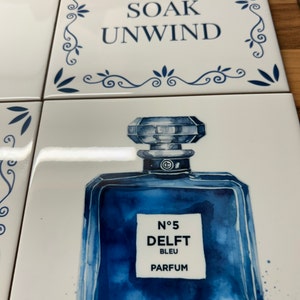 SOAK
UNWIND
N°5
DELFT
BLEU
PARFUM